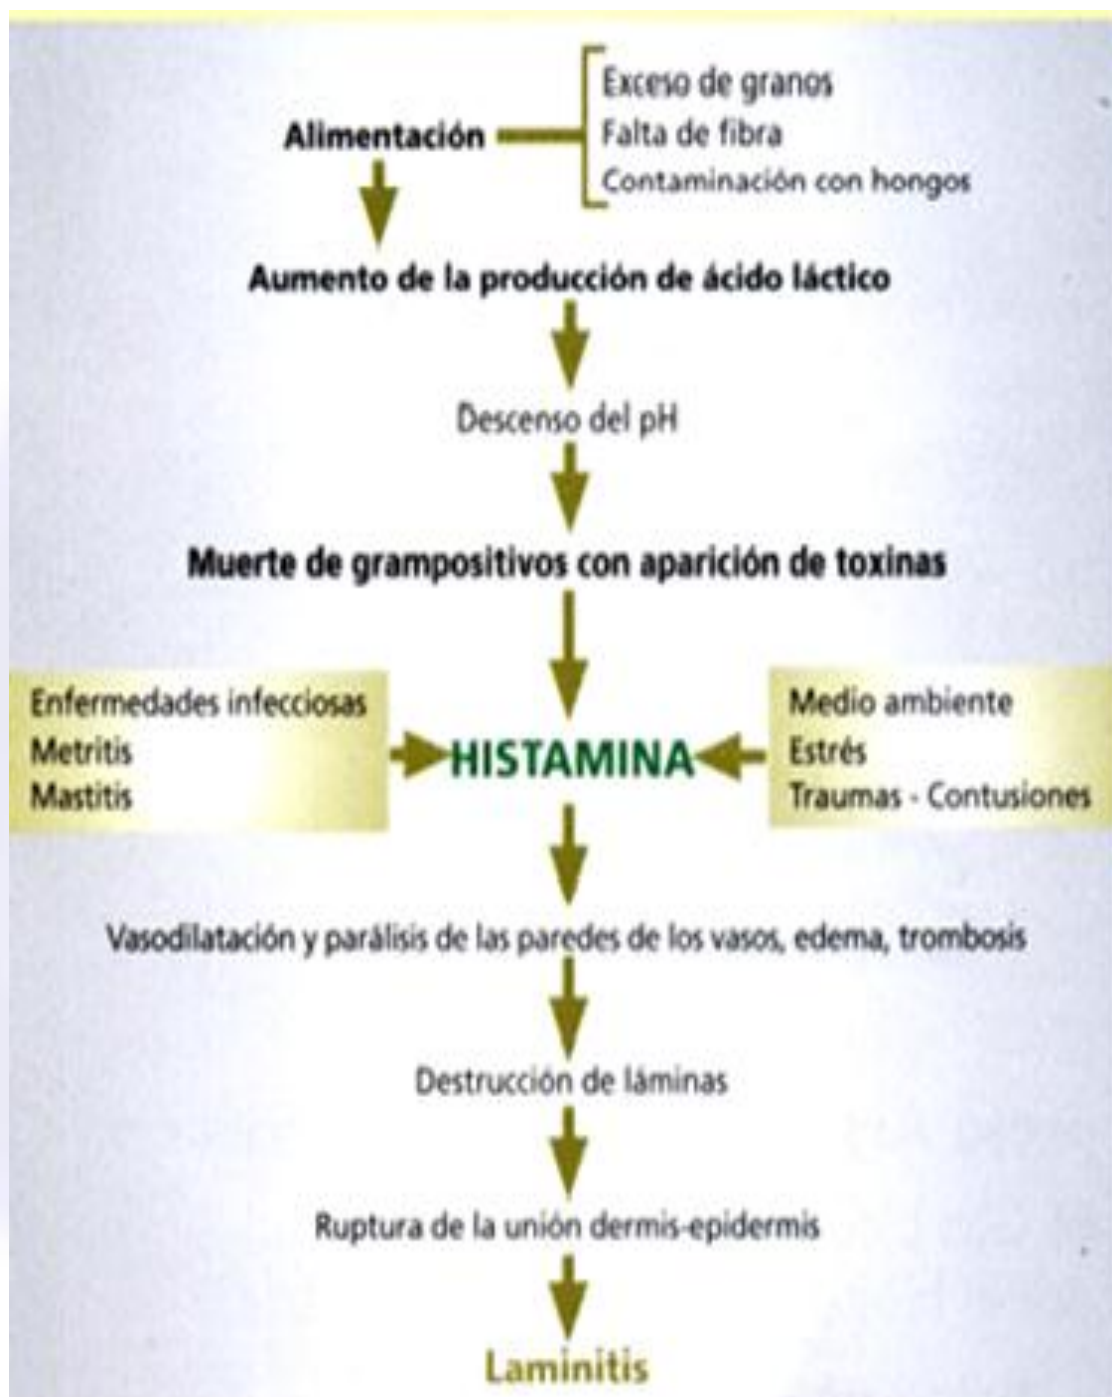 Exceso de granos
Alimentación
Falta de fibra
Contaminación con hongos
Aumento de la producción de ácido láctico
Descenso del pH
Muerte de grampositivos con aparición de toxinas
Enfermedades infecciosas
Metritis
Mastitis
HISTAMINA
Medio ambiente
Estrés
Traumas - Contusiones
Vasodilatación y parálisis de las paredes de los vasos, edema, trombosis
Destrucción de láminas
Ruptura de la unión dermis-epidermis
Laminitis